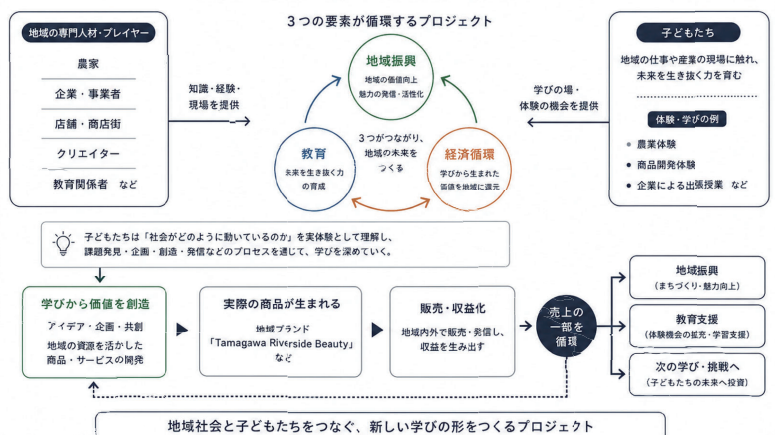 3つの要素が循環するプロジェクト
地域の専門人材・プレイヤー
農家
企業・事業者
店舗・商店街
クリエイター
教育関係者 など
知識・経験・
現場を提供
地域振興
地域の価値向上
魅力の発信・活性化
教育
未来を生き抜く力
の育成
3つがつながり、
地域の未来を
つくる
経済循環
学びから生まれた
価値を地域に還元
学びの場・
体験の機会を提供
子どもたち
地域の仕事や産業の現場に触れ、
未来を生き抜く力を育む
体験・学びの例
• 農業体験
• 商品開発体験
• 企業による出張授業 など
子どもたちは「社会がどのように動いているのか」を実体験として理解し、
課題発見・企画・創造・発信などのプロセスを通じて、学びを深めていく。
学びから価値を創造
アイデア・企画・共創
地域の資源を活かした
商品・サービスの開発
実際の商品が生まれる
地域ブランド
「Tamagawa Riverside Beauty」
など
販売・収益化
地域内外で販売・発信し、
収益を生み出す
売上の
一部を
循環
地域振興
(まちづくり・魅力向上)
教育支援
(体験機会の拡充・学習支援)
次の学び・挑戦へ
(子どもたちの未来へ投資)
地域社会と子どもたちをつなぐ、新しい学びの形をつくるプロジェクト